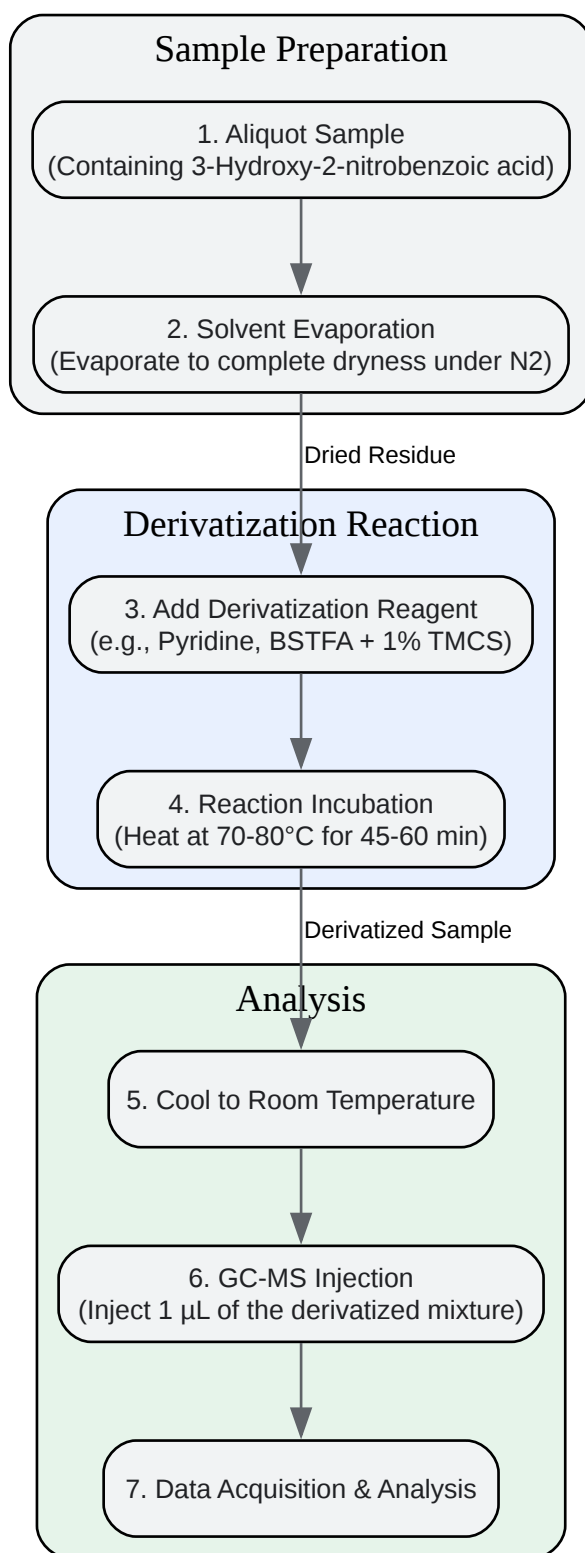 Sample Preparation
1. Aliquot Sample
(Containing 3-Hydroxy-2-nitrobenzoic acid)
2. Solvent Evaporation
(Evaporate to complete dryness under N2)
Dried Residue
Derivatization Reaction
3. Add Derivatization Reagent
(e.g., Pyridine, BSTFA + 1% TMCS)
4. Reaction Incubation
(Heat at 70-80°C for 45-60 min)
Derivatized Sample
Analysis
5. Cool to Room Temperature
6. GC-MS Injection
(Inject 1 µL of the derivatized mixture)
7. Data Acquisition & Analysis